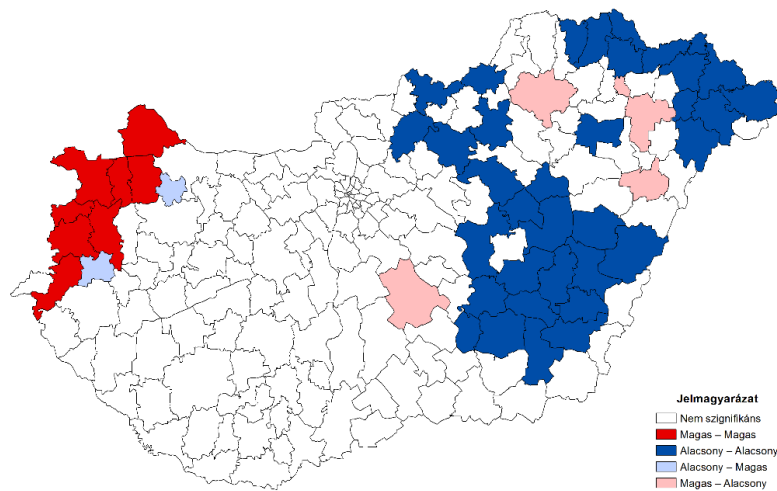 Jelmagyarázat
Nem szignifikáns
Magas – Magas
Alacsony – Alacsony
Alacsony – Magas
Magas – Alacsony